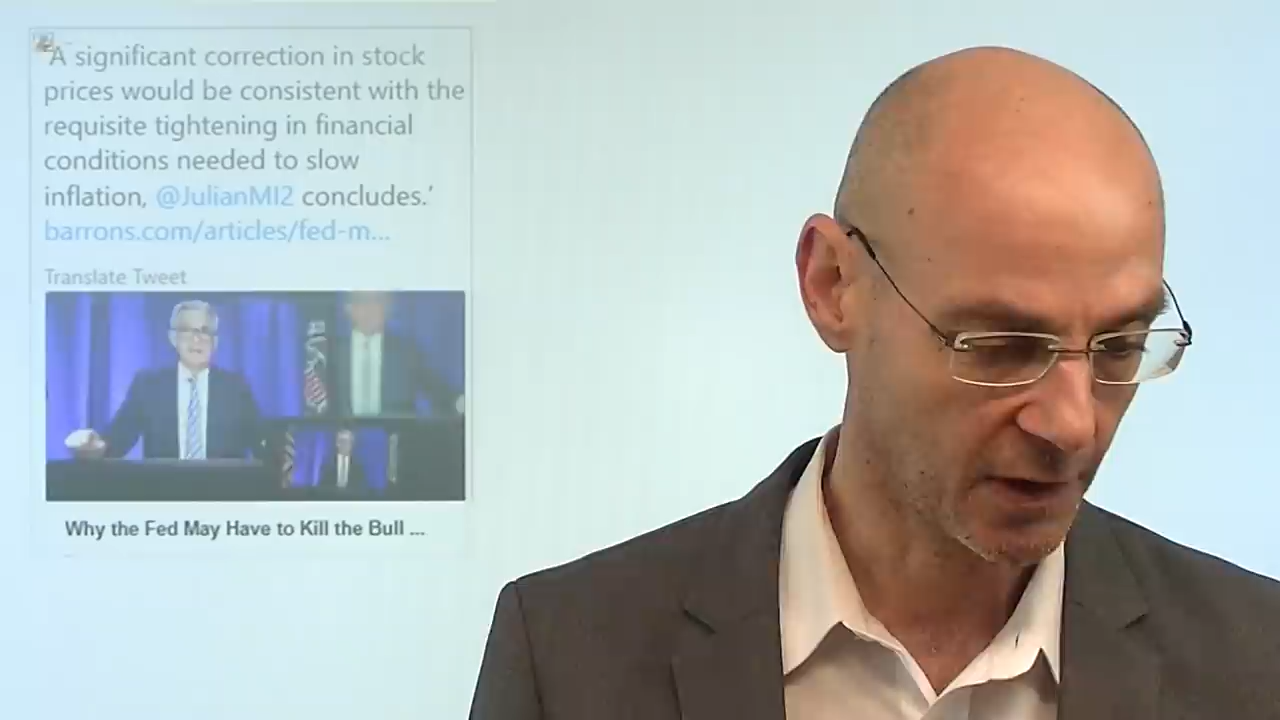 'A significant correction in stock
prices would be consistent with the
requisite tightening in financial
conditions needed to slow
inflation, @JulianMI2 concludes.'
barrons.com/articles/fed-m...
Translate Tweet
Why the Fed May Have to Kill the Bull ...